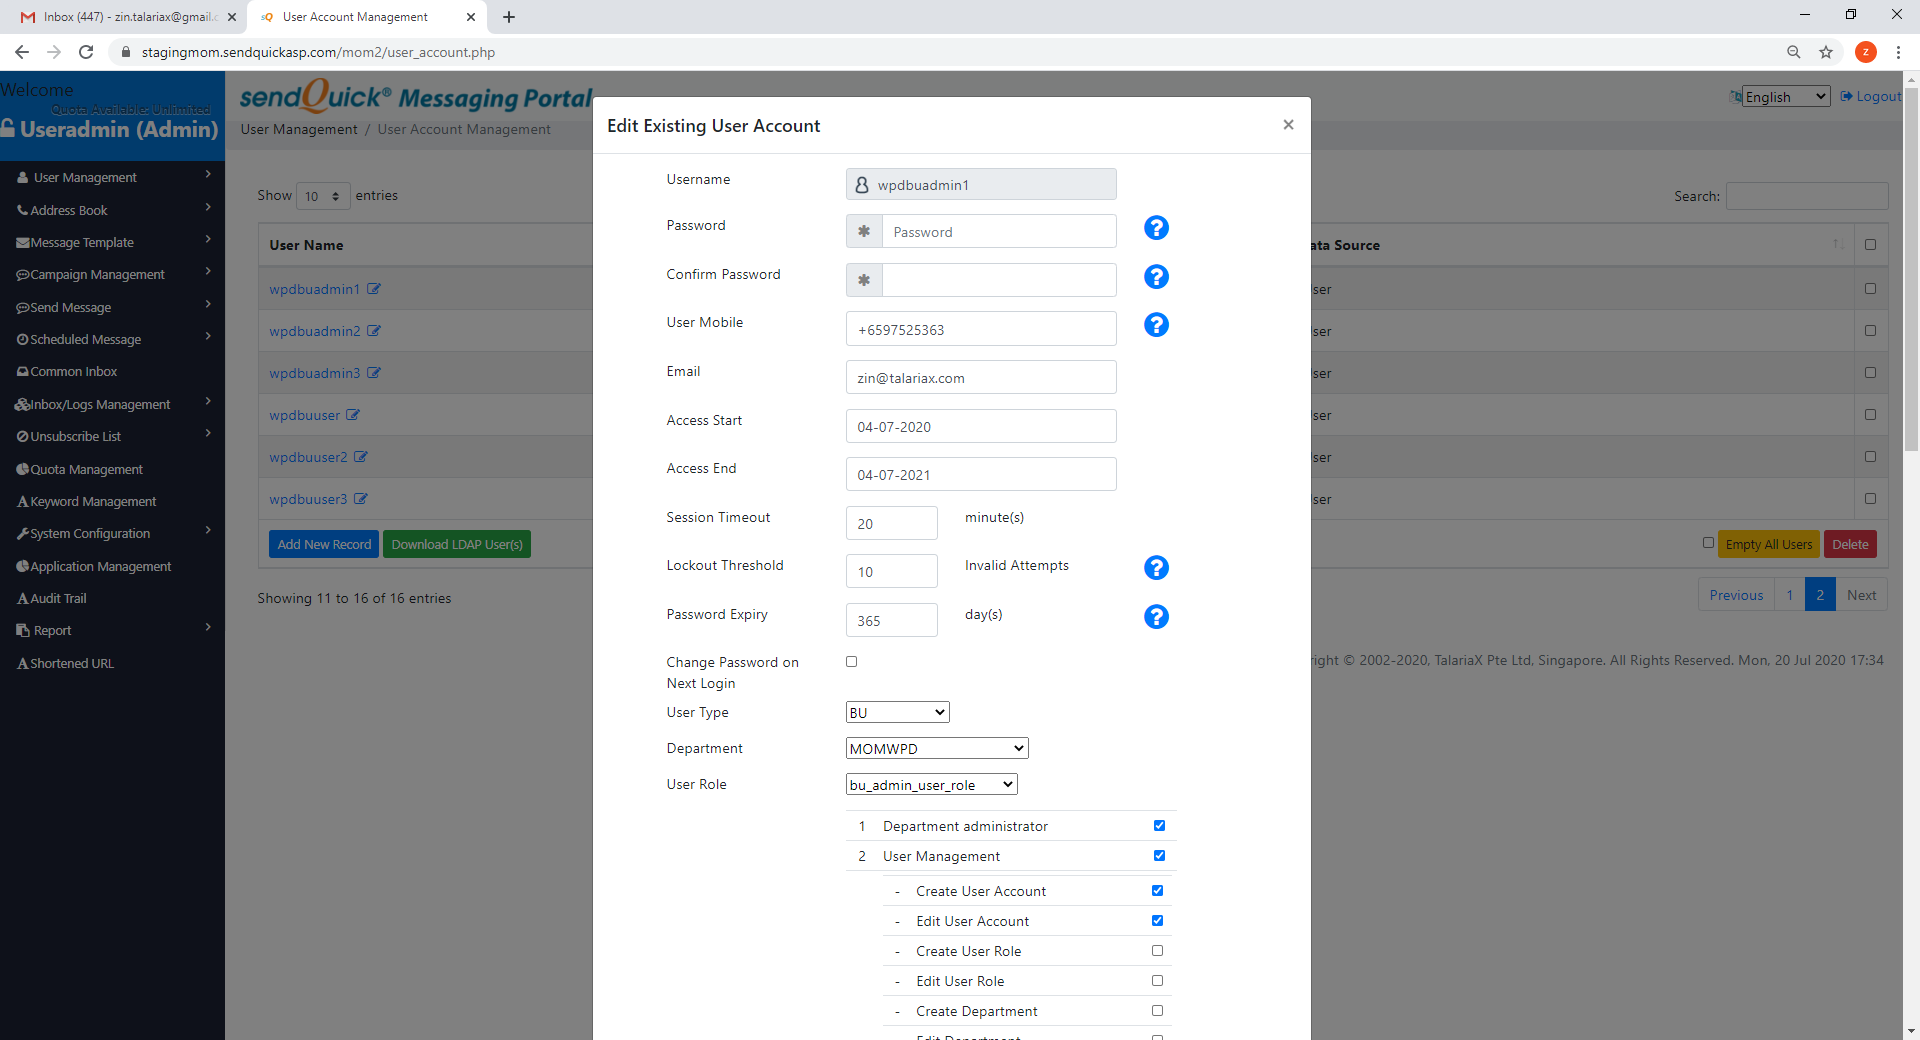 Inbox (447) - zin.talariax@gmail.c
User Account Management
stagingmom.sendquickasp.com/mom2/user_account.php
z
Welcome
Quota Available: Unlimited
Useradmin (Admin)
sendQuick® Messaging Portal
English
Logout
User Management / User Account Management
User Management
Address Book
Message Template
Campaign Management
Send Message
Scheduled Message
Common Inbox
Inbox/Logs Management
Unsubscribe List
Quota Management
Keyword Management
System Configuration
Application Management
Audit Trail
Report
Shortened URL
Show 10 entries
Search:
User Name
ata Source
wpdbuadmin1
ser
wpdbuadmin2
ser
wpdbuadmin3
ser
wpdbuuser
ser
wpdbuuser2
ser
wpdbuuser3
ser
Add New Record
Download LDAP User(s)
Empty All Users
Delete
Showing 11 to 16 of 16 entries
Previous 1 2 Next
right © 2002-2020, TalariaX Pte Ltd, Singapore. All Rights Reserved. Mon, 20 Jul 2020 17:34
Edit Existing User Account
Username
wpdbuadmin1
Password
Password
Confirm Password
User Mobile
+6597525363
Email
zin@talariax.com
Access Start
04-07-2020
Access End
04-07-2021
Session Timeout
20 minute(s)
Lockout Threshold
10 Invalid Attempts
Password Expiry
365 day(s)
Change Password on
Next Login
User Type
BU
Department
MOMWPD
User Role
bu_admin_user_role
1 Department administrator
2 User Management
- Create User Account
- Edit User Account
- Create User Role
- Edit User Role
- Create Department
- Edit Department